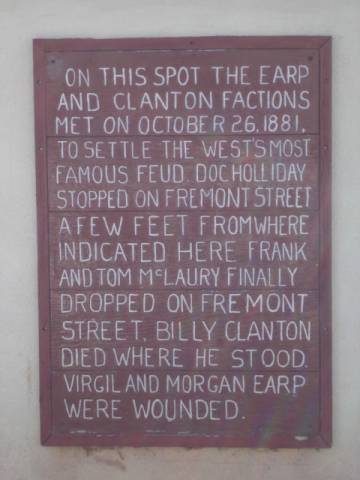 ON THIS SPOT THE EARP
AND CLANTON FACTIONS
MET ON OCTOBER 26, 1881,
TO SETTLE THE WEST'S MOST
FAMOUS FEUD. DOC HOLLIDAY
STOPPED ON FREMONT STREET
A FEW FEET FROM WHERE
INDICATED HERE FRANK
AND TOM McLAURY FINALLY
DROPPED ON FREMONT
STREET, BILLY CLANTON
DIED WHERE HE STOOD.
VIRGIL AND MORGAN EARP
WERE WOUNDED.